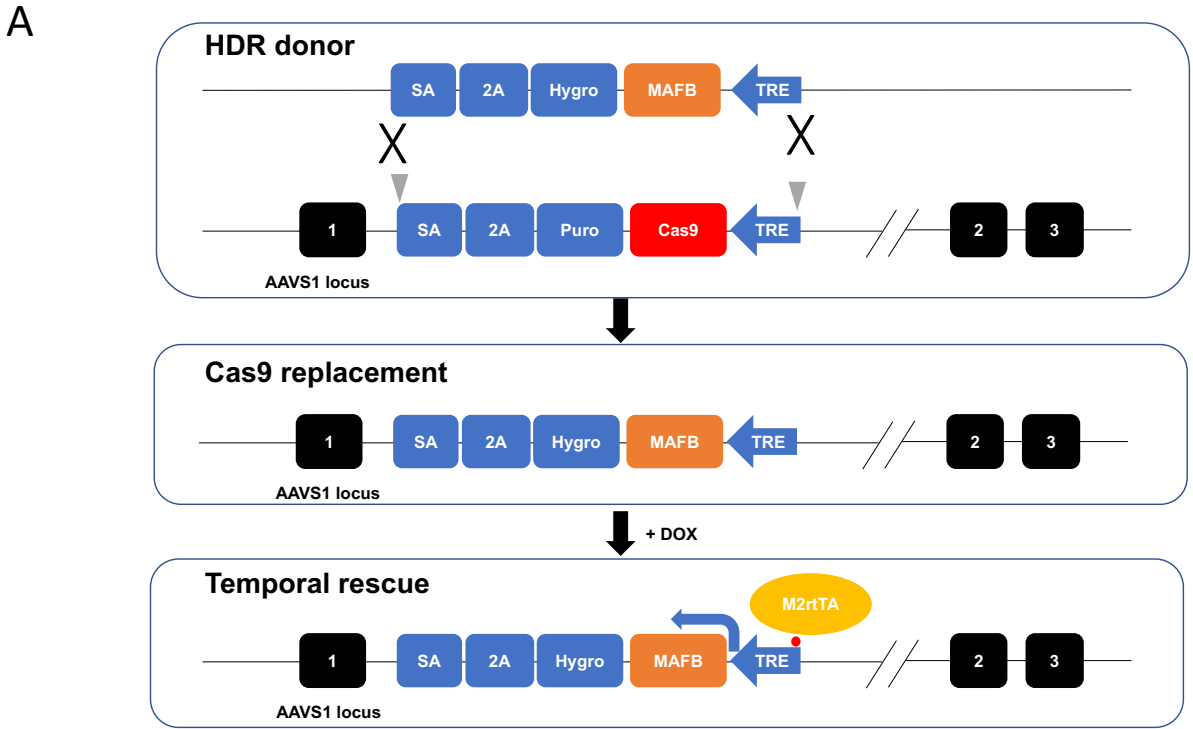 A
HDR donor
SA 2A Hygro MAFB TRE
X X
1 SA 2A Puro Cas9 TRE 2 3
AAVS1 locus
Cas9 replacement
1 SA 2A Hygro MAFB TRE 2 3
AAVS1 locus
+ DOX
Temporal rescue
M2rtTA
1 SA 2A Hygro MAFB TRE 2 3
AAVS1 locus